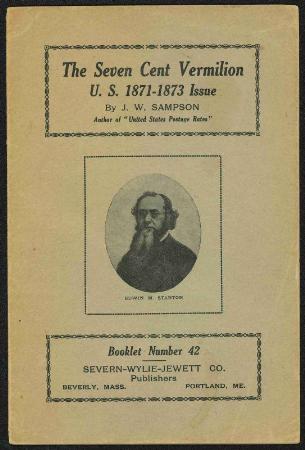 The Seven Cent Vermilion
U. S. 1871-1873 Issue
By J. W. SAMPSON
Author of "United States Postage Rates"
EDWIN M. STANTON
Booklet Number 42
SEVERN-WYLIE-JEWETT CO.
Publishers
BEVERLY, MASS. PORTLAND, ME.